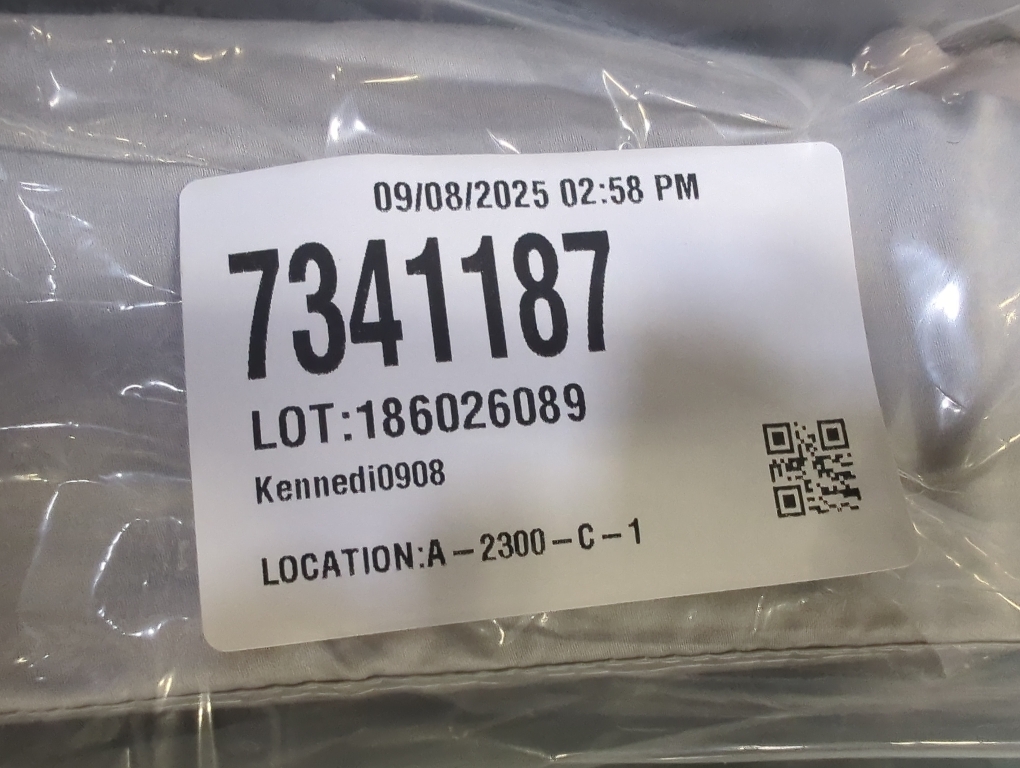 09/08/2025 02:58 PM
7341187
LOT:186026089
Kennedi0908
LOCATION:A-2300-C-1